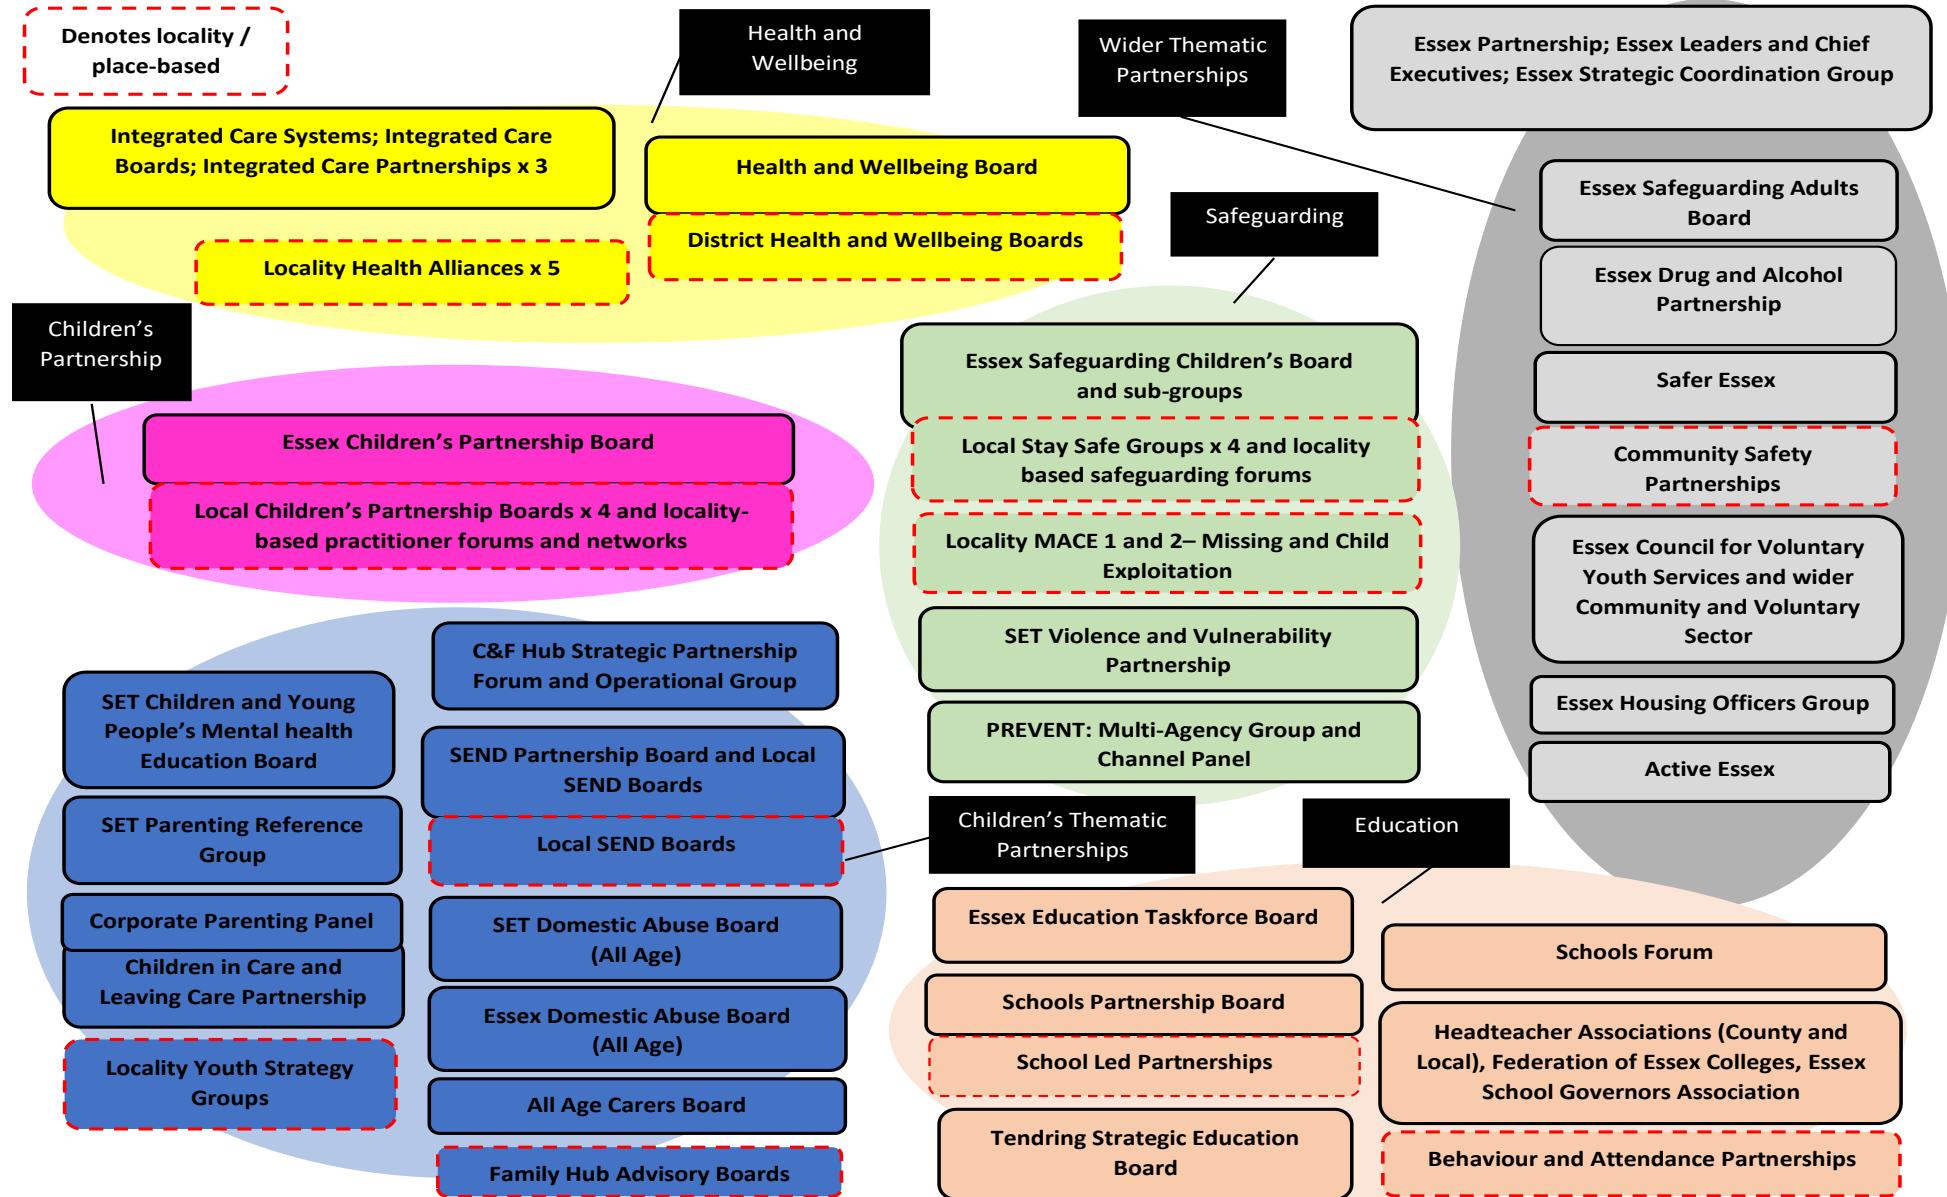 Denotes locality /
place-based
Health and
Wellbeing
Wider Thematic
Partnerships
Essex Partnership; Essex Leaders and Chief
Executives; Essex Strategic Coordination Group
Integrated Care Systems; Integrated Care
Boards; Integrated Care Partnerships x 3
Health and Wellbeing Board
District Health and Wellbeing Boards
Locality Health Alliances x 5
Safeguarding
Essex Safeguarding Adults
Board
Essex Drug and Alcohol
Partnership
Safer Essex
Community Safety
Partnerships
Essex Council for Voluntary
Youth Services and wider
Community and Voluntary
Sector
Essex Housing Officers Group
Active Essex
Children’s
Partnership
Essex Children’s Partnership Board
Local Children’s Partnership Boards x 4 and locality-
based practitioner forums and networks
Essex Safeguarding Children’s Board
and sub-groups
Local Stay Safe Groups x 4 and locality
based safeguarding forums
Locality MACE 1 and 2– Missing and Child
Exploitation
SET Violence and Vulnerability
Partnership
PREVENT: Multi-Agency Group and
Channel Panel
C&F Hub Strategic Partnership
Forum and Operational Group
SET Children and Young
People’s Mental health
Education Board
SEND Partnership Board and Local
SEND Boards
Local SEND Boards
SET Parenting Reference
Group
Corporate Parenting Panel
Children in Care and
Leaving Care Partnership
Locality Youth Strategy
Groups
SET Domestic Abuse Board
(All Age)
Essex Domestic Abuse Board
(All Age)
All Age Carers Board
Family Hub Advisory Boards
Children’s Thematic
Partnerships
Education
Essex Education Taskforce Board
Schools Partnership Board
School Led Partnerships
Tendring Strategic Education
Board
Schools Forum
Headteacher Associations (County and
Local), Federation of Essex Colleges, Essex
School Governors Association
Behaviour and Attendance Partnerships